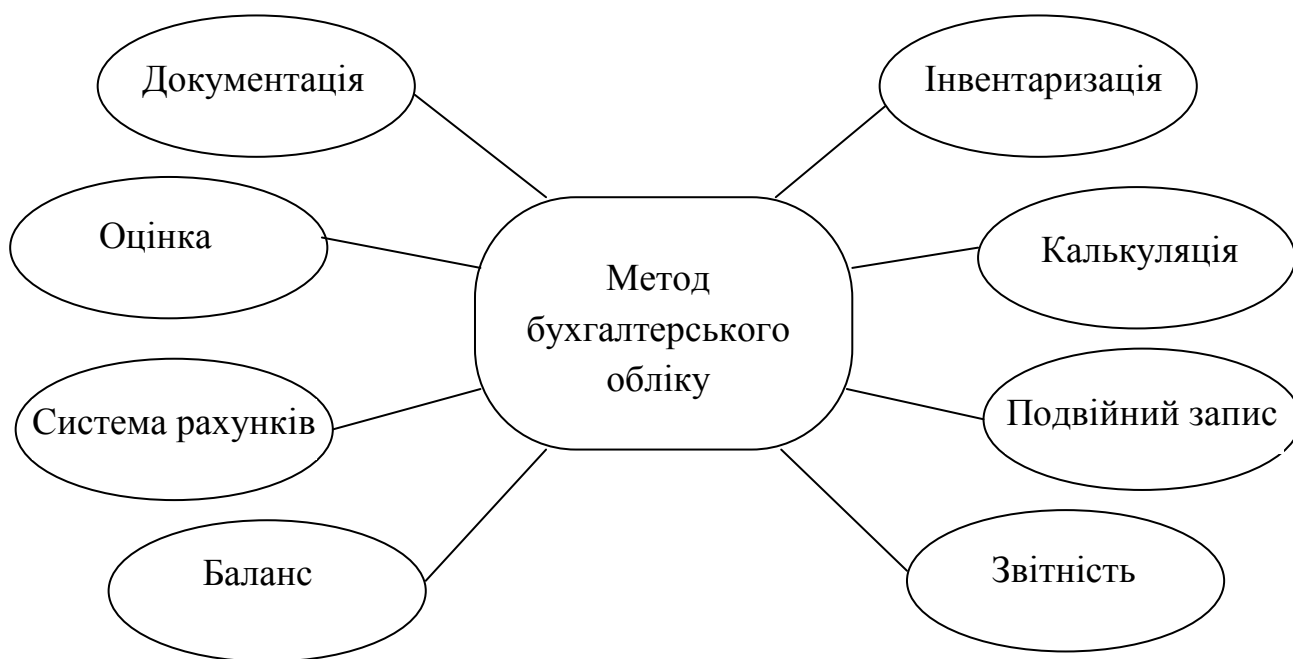 Документація
Інвентаризація
Оцінка
Калькуляція
Метод
бухгалтерського
обліку
Система рахунків
Подвійний запис
Баланс
Звітність